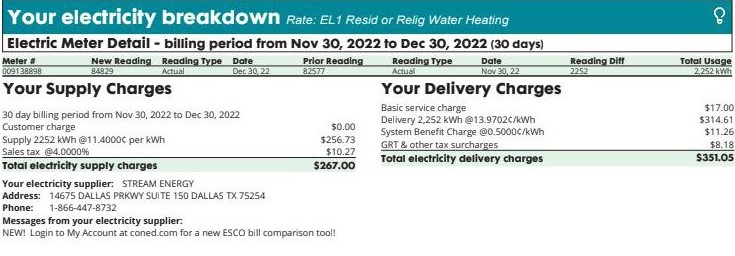 Your electricity breakdown Rate: EL1 Resid or Relig Water Heating
Electric Meter Detail - billing period from Nov 30, 2022 to Dec 30, 2022 (30 days)
Meter # New Reading Reading Type Date Prior Reading Reading Type Date Reading Diff Total Usage
009138898 84829 Actual Dec 30, 22 82577 Actual Nov 30, 22 2252 2,252 kWh
Your Supply Charges
30 day billing period from Nov 30, 2022 to Dec 30, 2022
Customer charge $0.00
Supply 2252 kWh @11.4000¢ per kWh $256.73
Sales tax @4.0000% $10.27
Total electricity supply charges $267.00
Your electricity supplier: STREAM ENERGY
Address: 14675 DALLAS PRKWY SUITE 150 DALLAS TX 75254
Phone: 1-866-447-8732
Messages from your electricity supplier:
NEW! Login to My Account at coned.com for a new ESCO bill comparison tool!
Your Delivery Charges
Basic service charge $17.00
Delivery 2,252 kWh @13.9702¢/kWh $314.61
System Benefit Charge @0.5000¢/kWh $11.26
GRT & other tax surcharges $8.18
Total electricity delivery charges $351.05